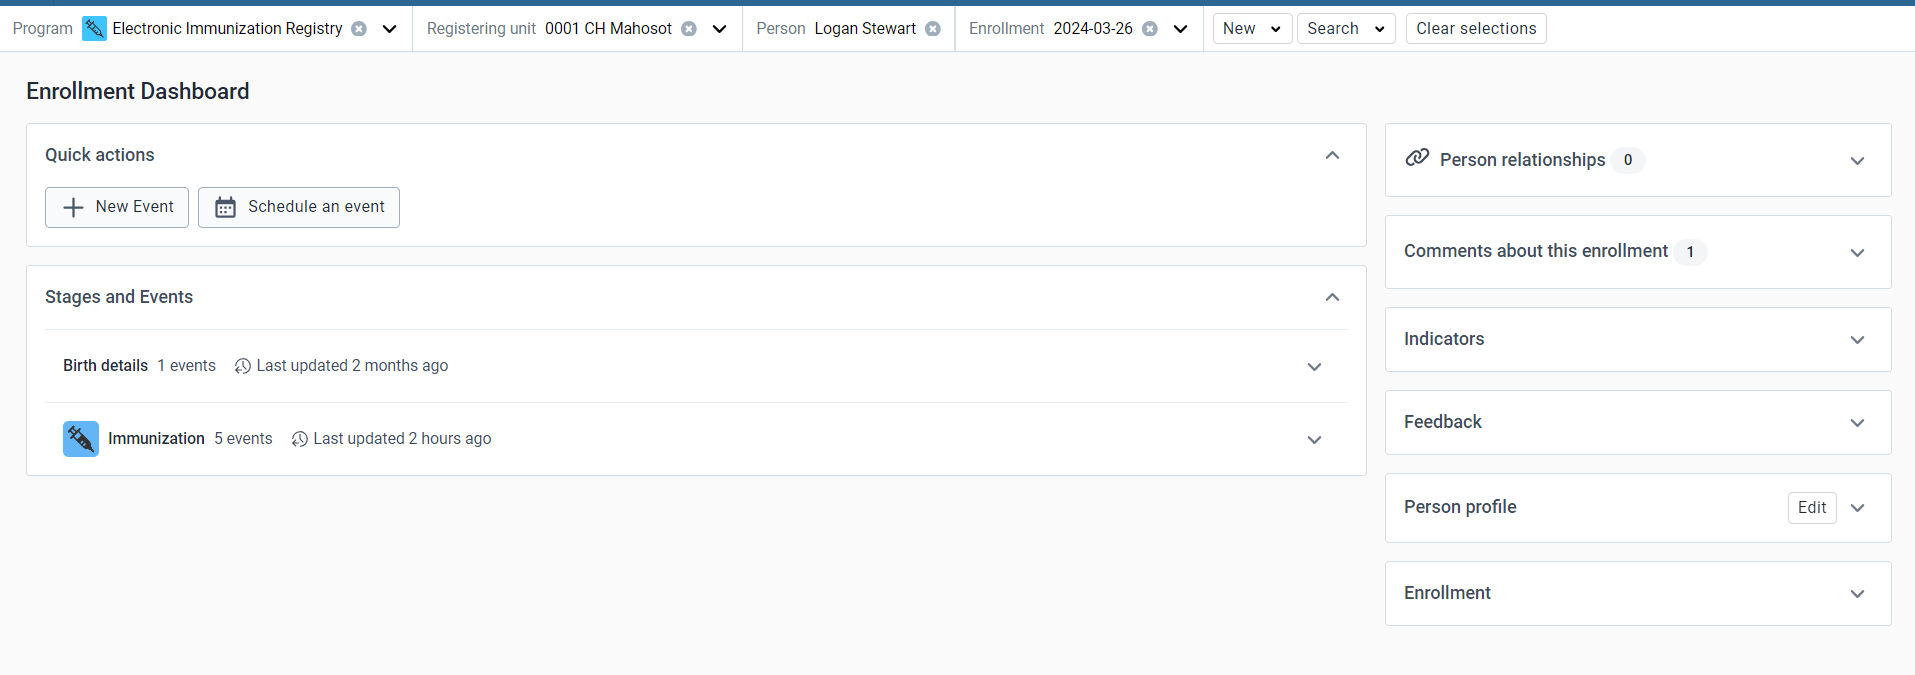 Program Electronic Immunization Registry Registering unit 0001 CH Mahosot Person Logan Stewart Enrollment 2024-03-26 New Search Clear selections
Enrollment Dashboard
Quick actions
New Event Schedule an event
Stages and Events
Birth details 1 events Last updated 2 months ago
Immunization 5 events Last updated 2 hours ago
Person relationships 0
Comments about this enrollment 1
Indicators
Feedback
Person profile Edit
Enrollment